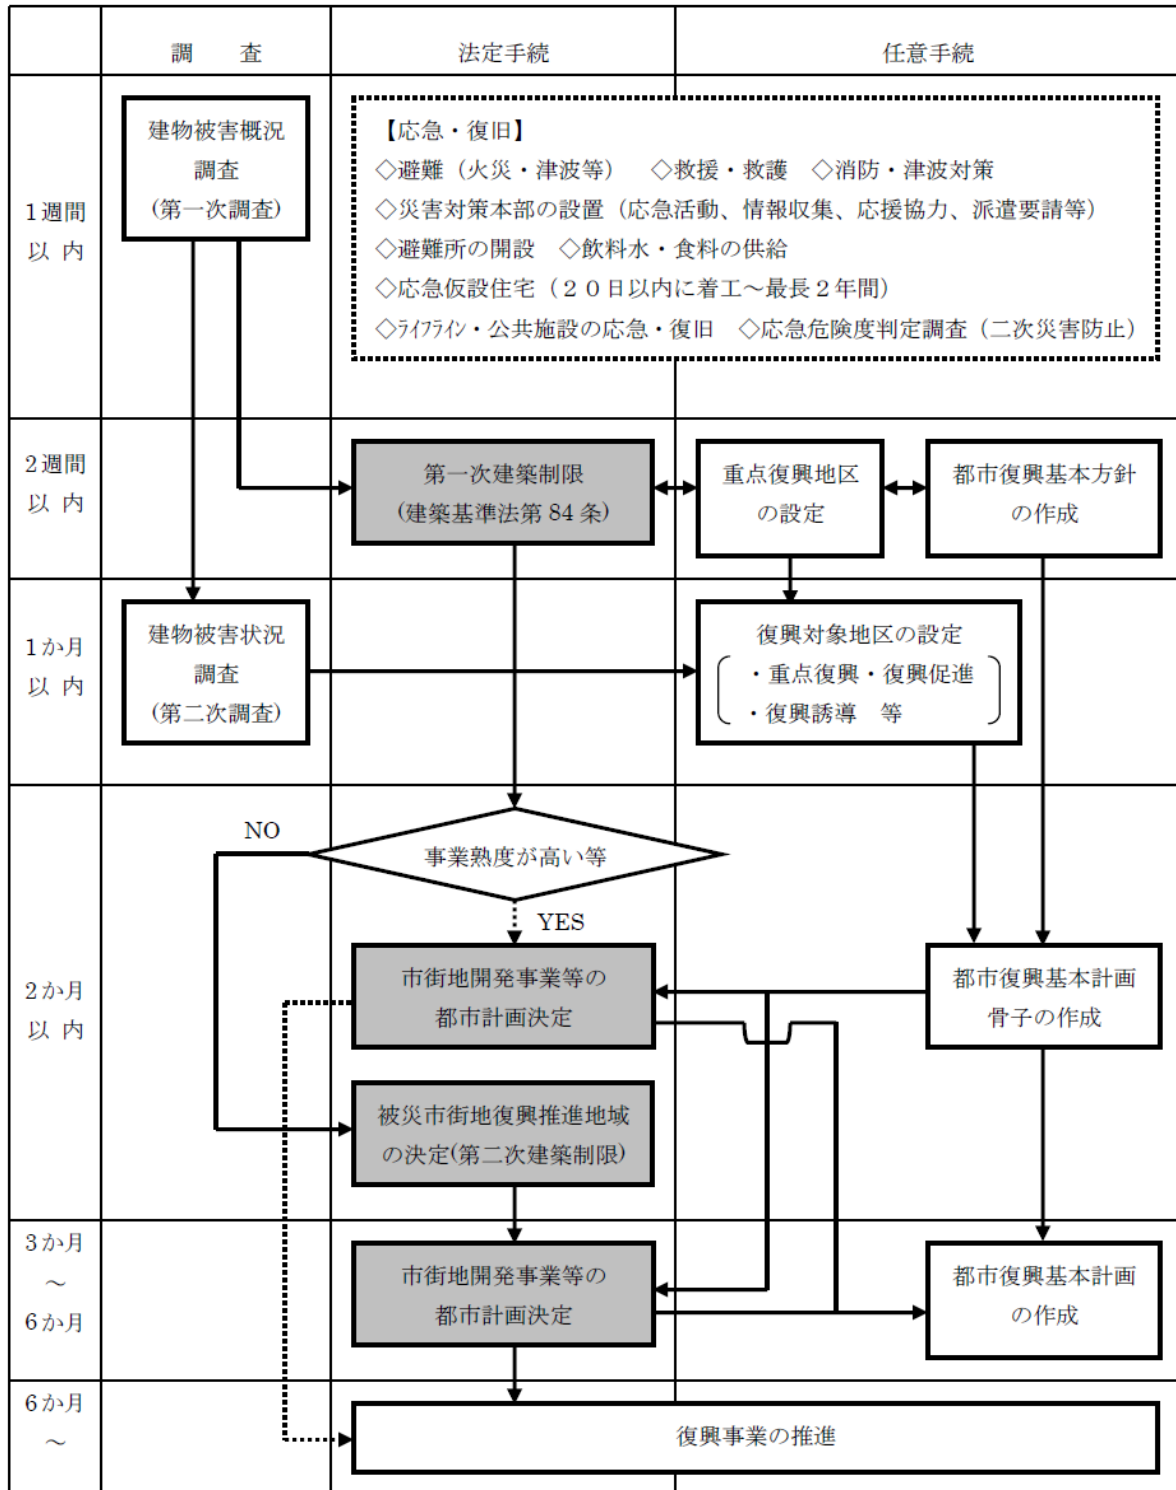 調　査
法定手続
任意手続
1週間
以 内
建物被害概況
調査
(第一次調査)
【応急・復旧】
◇避難（火災・津波等）　◇救援・救護　◇消防・津波対策
◇災害対策本部の設置（応急活動、情報収集、応援協力、派遣要請等）
◇避難所の開設　◇飲料水・食料の供給
◇応急仮設住宅（２０日以内に着工～最長２年間）
◇ﾗｲﾌﾗｲﾝ・公共施設の応急・復旧　◇応急危険度判定調査（二次災害防止）
2週間
以 内
第一次建築制限
(建築基準法第 84 条)
重点復興地区
の設定
都市復興基本方針
の作成
1か月
以 内
建物被害状況
調査
(第二次調査)
復興対象地区の設定
・重点復興・復興促進
・復興誘導　等
2か月
以 内
NO
事業熟度が高い等
YES
市街地開発事業等の
都市計画決定
都市復興基本計画
骨子の作成
被災市街地復興推進地域
の決定(第二次建築制限)
3か月
～
6か月
市街地開発事業等の
都市計画決定
都市復興基本計画
の作成
6か月
～
復興事業の推進